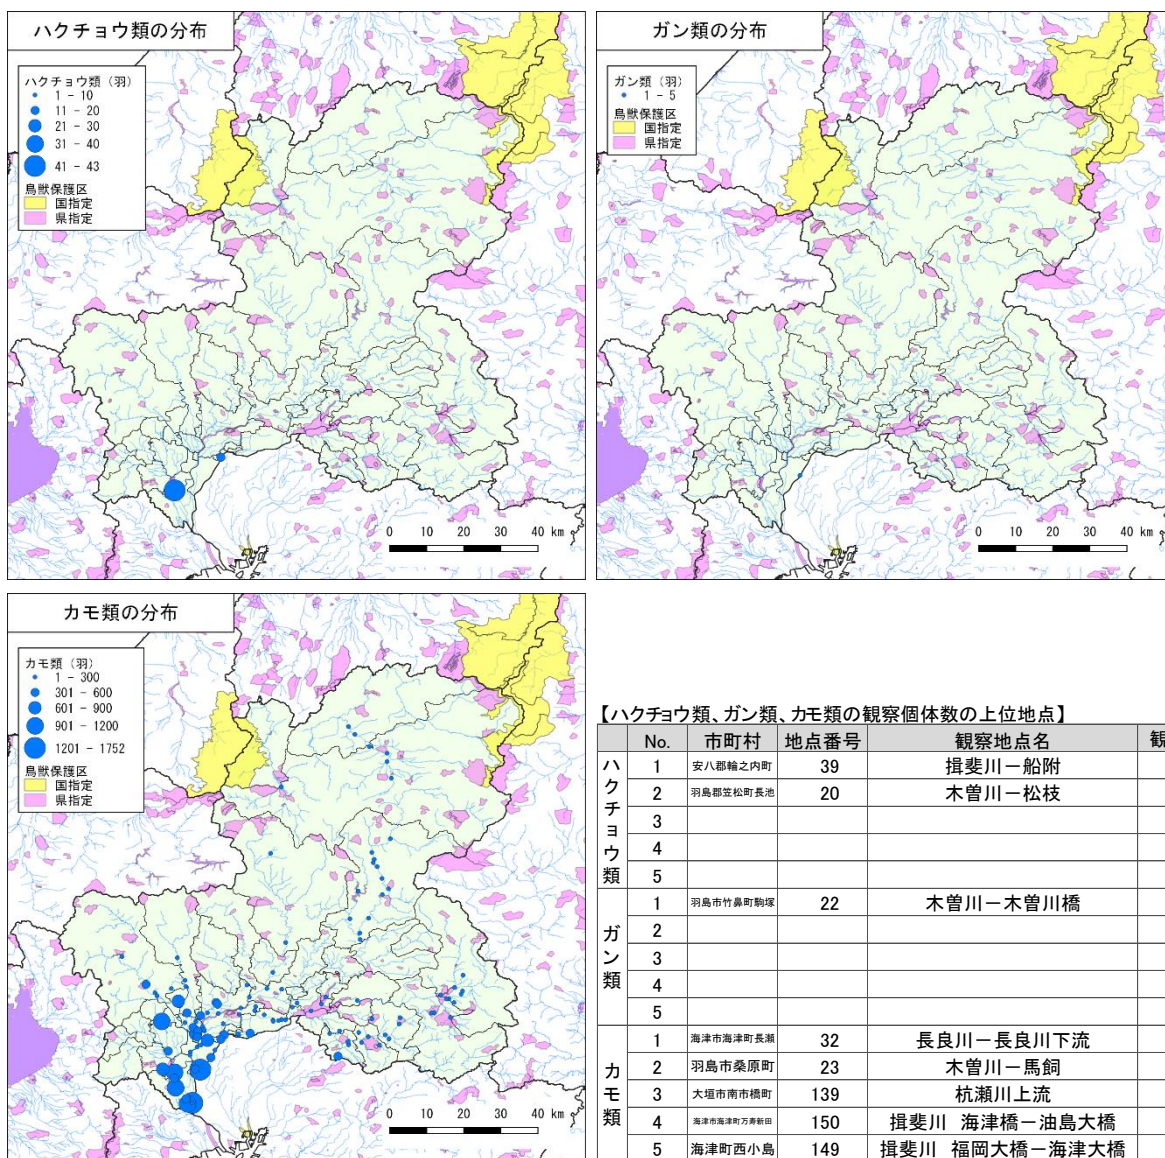 ハクチョウ類の分布
ハクチョウ類 (羽)
1 - 10
11 - 20
21 - 30
31 - 40
41 - 43
鳥獣保護区
国指定
県指定
0 10 20 30 40 km
ガン類の分布
ガン類 (羽)
1 - 5
鳥獣保護区
国指定
県指定
0 10 20 30 40 km
カモ類の分布
カモ類 (羽)
1 - 300
301 - 600
601 - 900
901 - 1200
1201 - 1752
鳥獣保護区
国指定
県指定
0 10 20 30 40 km
【ハクチョウ類、ガン類、カモ類の観察個体数の上位地点】
No. 市町村 地点番号 観察地点名 観
ハクチョウ類
1 安八郡輪之内町 39 揖斐川－船附
2 羽島郡笠松町長池 20 木曽川－松枝
3
4
5
ガン類
1 羽島市竹鼻町駒塚 22 木曽川－木曽川橋
2
3
4
5
カモ類
1 海津市海津町長瀬 32 長良川－長良川下流
2 羽島市桑原町 23 木曽川－馬飼
3 大垣市南市橋町 139 杭瀬川上流
4 海津市海津町万寿新田 150 揖斐川 海津橋－油島大橋
5 海津町西小島 149 揖斐川 福岡大橋－海津大橋